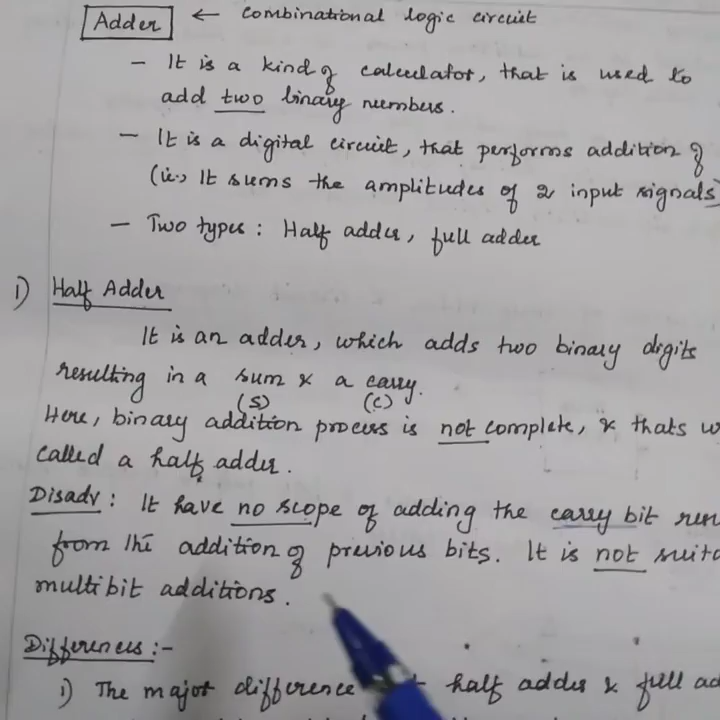 Adder ← combinational logic circuit
– It is a kind of calculator, that is used to
add two binary numbers.
– It is a digital circuit, that performs addition of
(i.e., It sums the amplitudes of 2 input signals)
– Two types : Half adder, full adder
1) Half Adder
It is an adder, which adds two binary digits
resulting in a sum & a carry.
(S) (C)
Here, binary addition process is not complete, & thats
called a half adder.
Disadv : It have no scope of adding the carry bit
from the addition of previous bits. It is not
multibit additions.
Differences :-
1) The major difference half adder & full